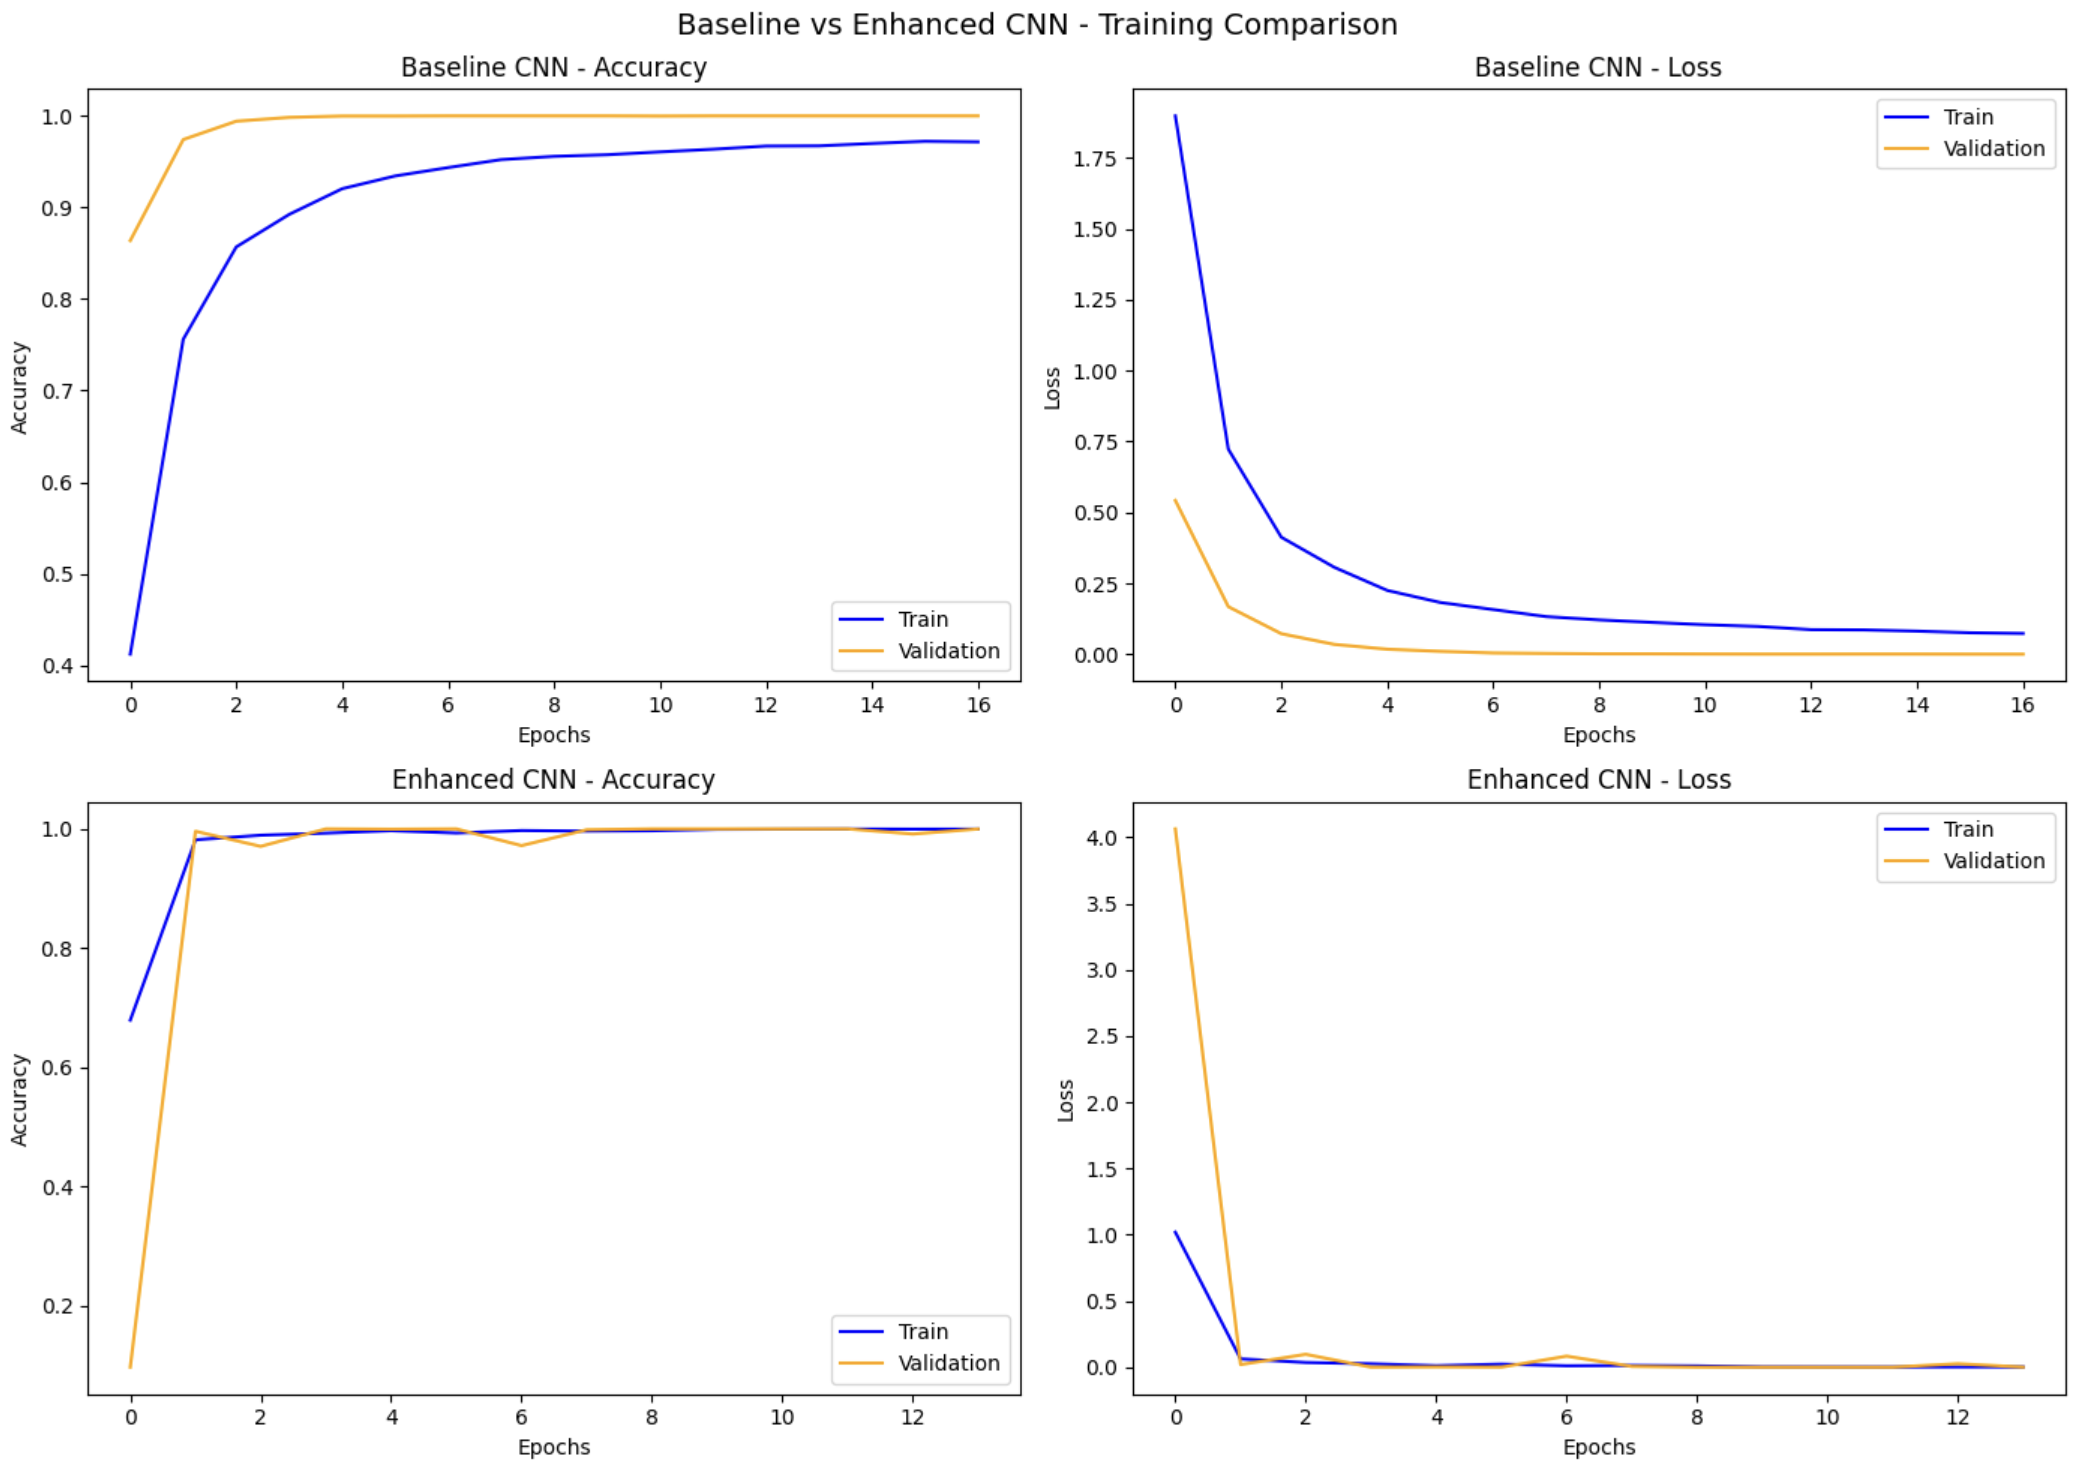 Baseline vs Enhanced CNN - Training Comparison
Baseline CNN - Accuracy
1.0
0.9
0.8
0.7
0.6
0.5
0.4
Accuracy
Train
Validation
0 2 4 6 8 10 12 14 16
Epochs
Baseline CNN - Loss
1.75
1.50
1.25
1.00
0.75
0.50
0.25
0.00
Loss
Train
Validation
0 2 4 6 8 10 12 14 16
Epochs
Enhanced CNN - Accuracy
1.0
0.8
0.6
0.4
0.2
Accuracy
Train
Validation
0 2 4 6 8 10 12
Epochs
Enhanced CNN - Loss
4.0
3.5
3.0
2.5
2.0
1.5
1.0
0.5
0.0
Loss
Train
Validation
0 2 4 6 8 10 12
Epochs